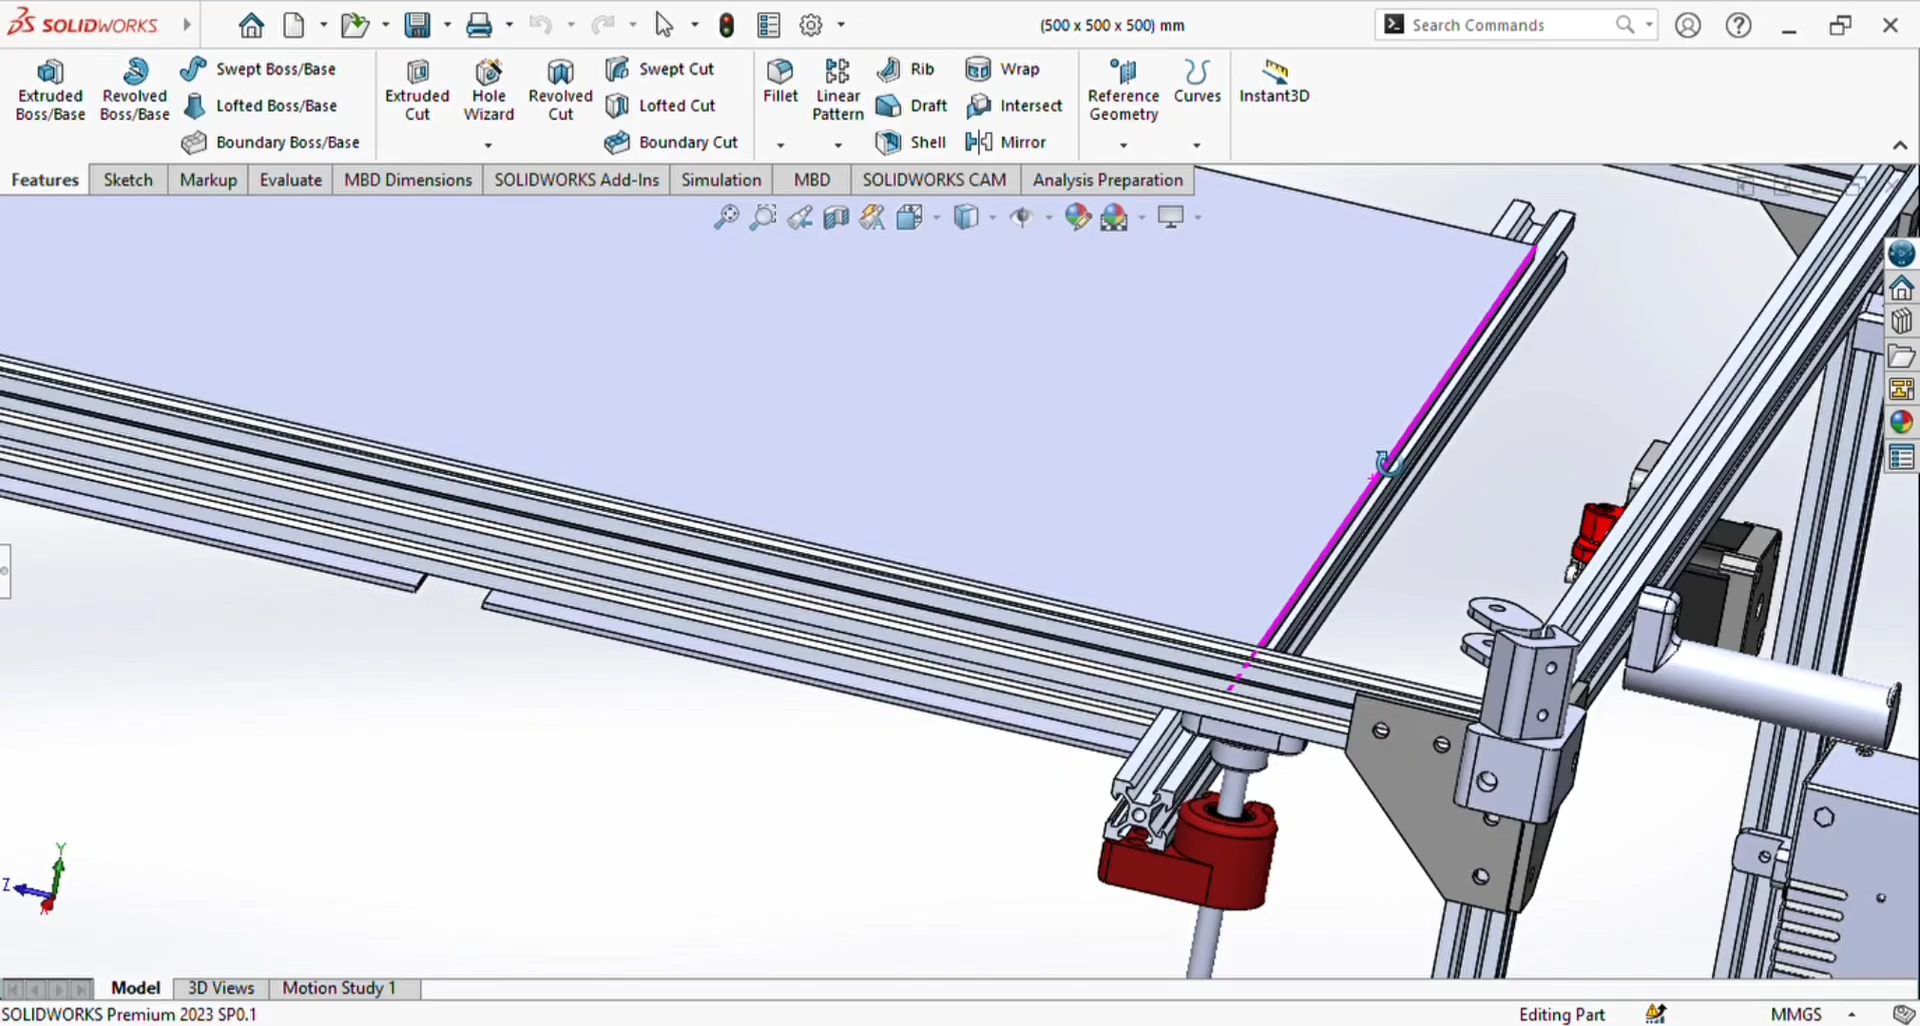 SOLIDWORKS
(500 x 500 x 500) mm
Search Commands
Extruded Boss/Base
Revolved Boss/Base
Swept Boss/Base
Lofted Boss/Base
Boundary Boss/Base
Extruded Cut
Hole Wizard
Revolved Cut
Swept Cut
Lofted Cut
Boundary Cut
Fillet
Linear Pattern
Rib
Draft
Shell
Wrap
Intersect
Mirror
Reference Geometry
Curves
Instant3D
Features
Sketch
Markup
Evaluate
MBD Dimensions
SOLIDWORKS Add-Ins
Simulation
MBD
SOLIDWORKS CAM
Analysis Preparation
Y
Z
Model
3D Views
Motion Study 1
SOLIDWORKS Premium 2023 SP0.1
Editing Part
MMGS